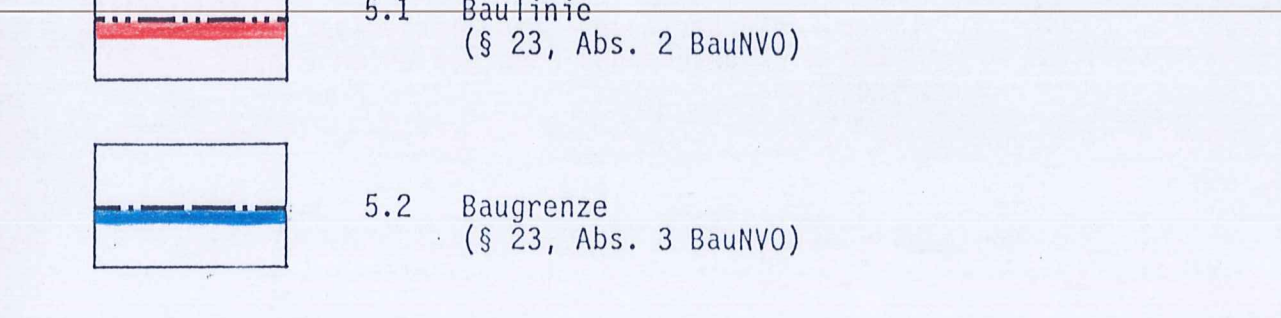 5.1 Baulinie
(§ 23, Abs. 2 BauNVO)
5.2 Baugrenze
(§ 23, Abs. 3 BauNVO)